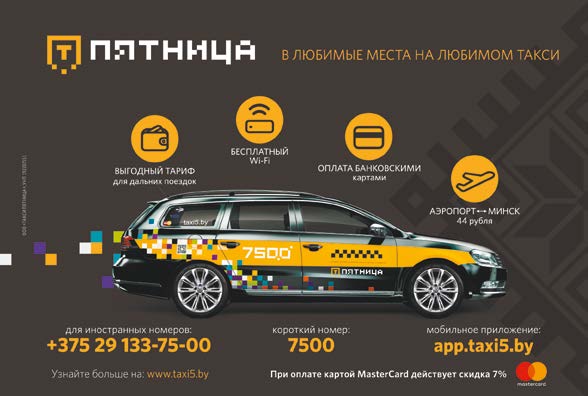 Т ПЯТНИЦА
В ЛЮБИМЫЕ МЕСТА НА ЛЮБИМОМ ТАКСИ
ВЫГОДНЫЙ ТАРИФ
для дальних поездок
БЕСПЛАТНЫЙ
Wi-Fi
ОПЛАТА БАНКОВСКИМИ
картами
АЭРОПОРТ↔МИНСК
44 рубля
taxi5.by
7500
Т ПЯТНИЦА
для иностранных номеров:
+375 29 133-75-00
короткий номер:
7500
мобильное приложение:
app.taxi5.by
Узнайте больше на: www.taxi5.by
При оплате картой MasterCard действует скидка 7%
mastercard